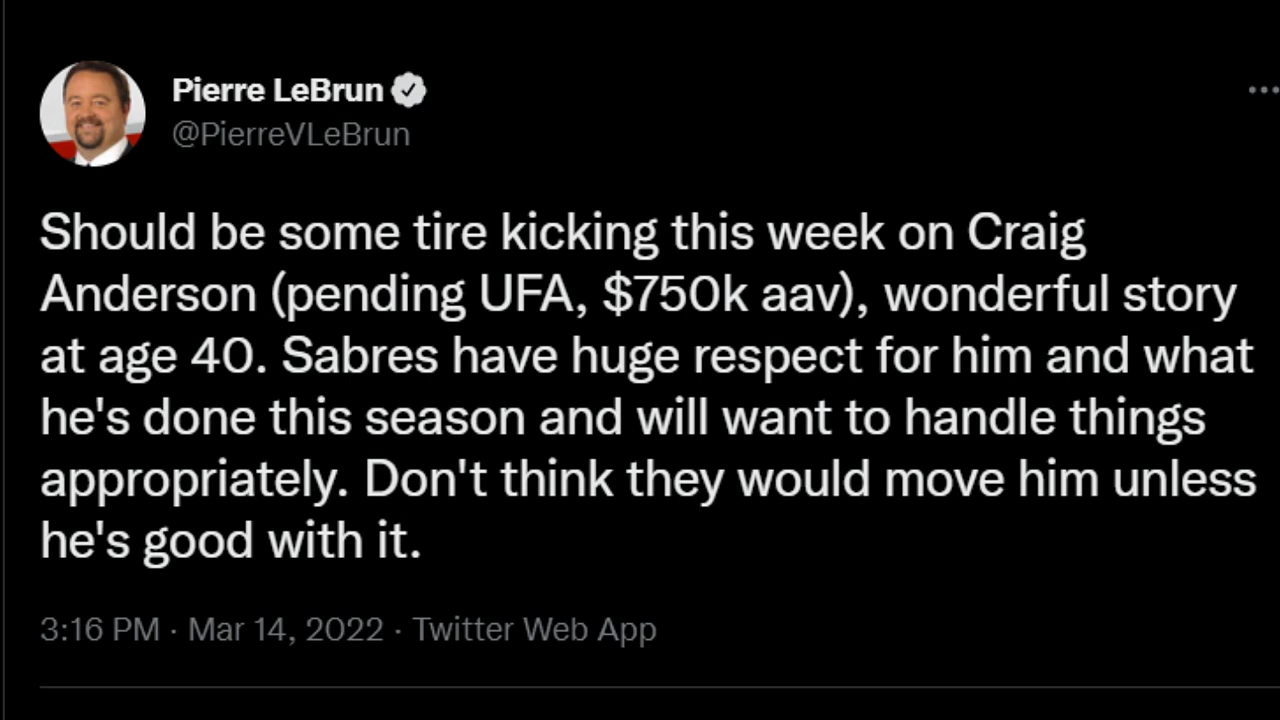 Pierre LeBrun
@PierreVLeBrun
Should be some tire kicking this week on Craig
Anderson (pending UFA, $750k aav), wonderful story
at age 40. Sabres have huge respect for him and what
he's done this season and will want to handle things
appropriately. Don't think they would move him unless
he's good with it.
3:16 PM · Mar 14, 2022 · Twitter Web App